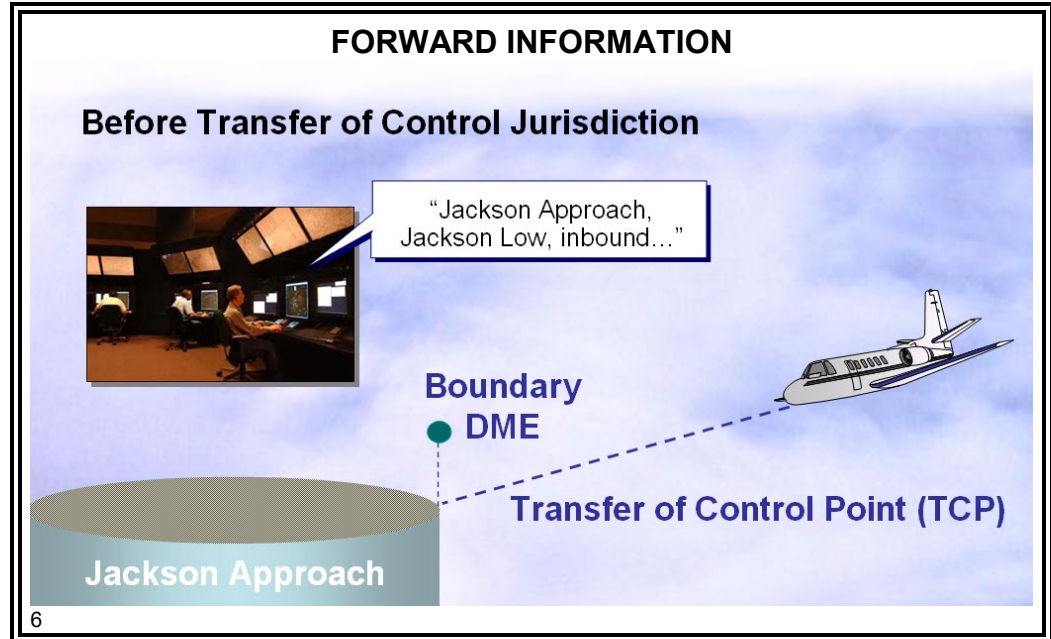 FORWARD INFORMATION
Before Transfer of Control Jurisdiction
“Jackson Approach,
Jackson Low, inbound…”
Boundary
DME
Transfer of Control Point (TCP)
Jackson Approach
6